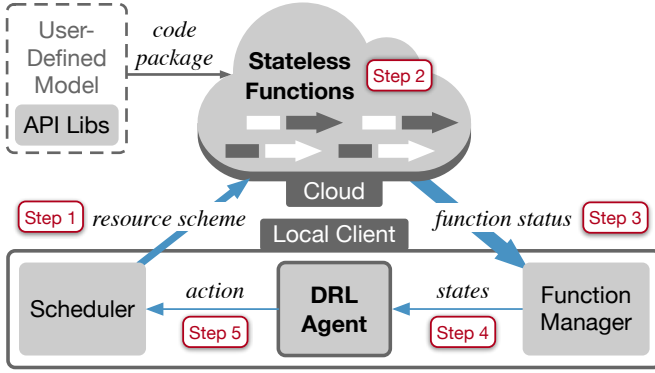 User-
Defined
Model
API Libs
code
package
Stateless
Functions
Step 2
Cloud
Step 1
resource scheme
function status
Step 3
Local Client
Scheduler
action
Step 5
DRL
Agent
states
Step 4
Function
Manager